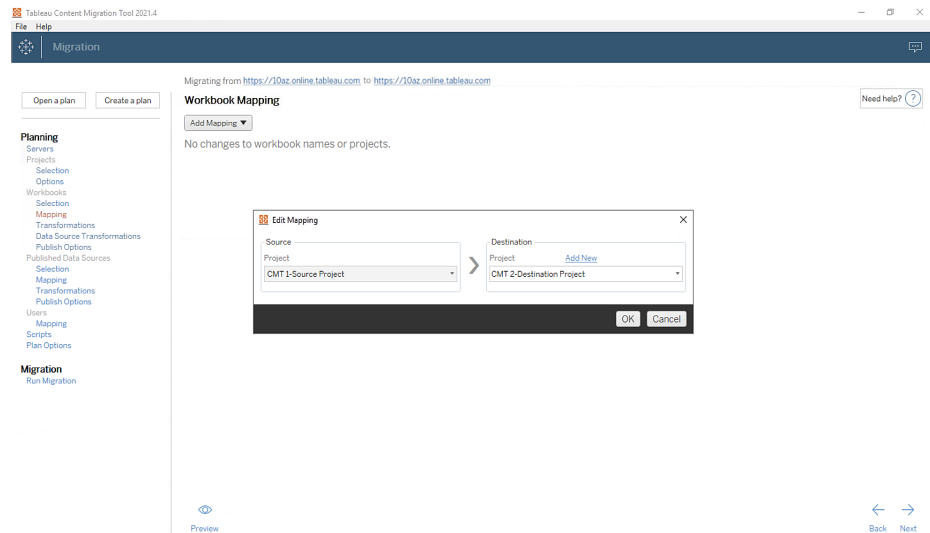 Tableau Content Migration Tool 2021.4
File Help
Migration
Migrating from https://10az.online.tableau.com to https://10az.online.tableau.com
Open a plan Create a plan
Workbook Mapping
Need help? ?
Add Mapping ▼
No changes to workbook names or projects.
Planning
Servers
Projects
Selection
Options
Workbooks
Selection
Mapping
Transformations
Data Source Transformations
Publish Options
Published Data Sources
Selection
Mapping
Transformations
Publish Options
Users
Mapping
Scripts
Plan Options
Migration
Run Migration
Edit Mapping
Source
Project
CMT 1-Source Project
Destination
Project Add New
CMT 2-Destination Project
OK Cancel
Preview
Back Next